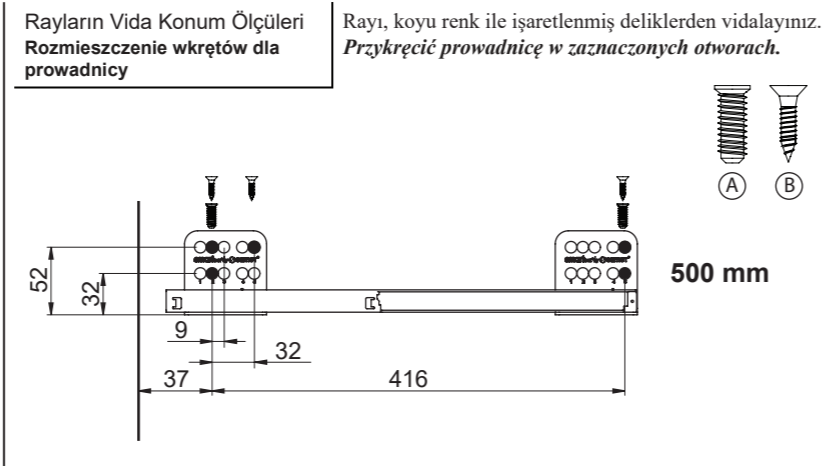 Rayların Vida Konum Ölçüleri
Rozmieszczenie wkrętów dla
prowadnicy
Rayı, koyu renk ile işaretlenmiş deliklerden vidalayınız.
Przykręcić prowadnicę w zaznaczonych otworach.
A B
52
32
500 mm
9
32
37
416